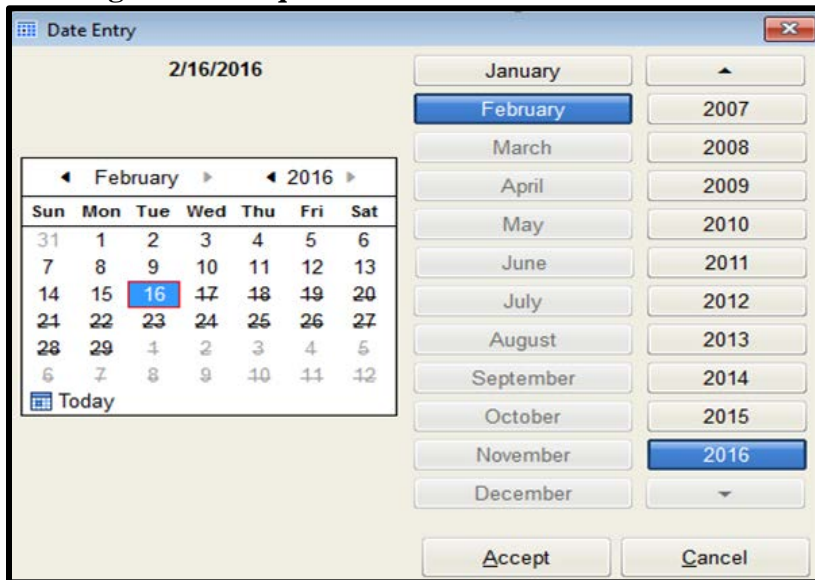 Date Entry
2/16/2016
February 2016
Sun Mon Tue Wed Thu Fri Sat
31 1 2 3 4 5 6
7 8 9 10 11 12 13
14 15 16 17 18 19 20
21 22 23 24 25 26 27
28 29 1 2 3 4 5
6 7 8 9 10 11 12
Today
January
February
March
April
May
June
July
August
September
October
November
December
2007
2008
2009
2010
2011
2012
2013
2014
2015
2016
Accept Cancel